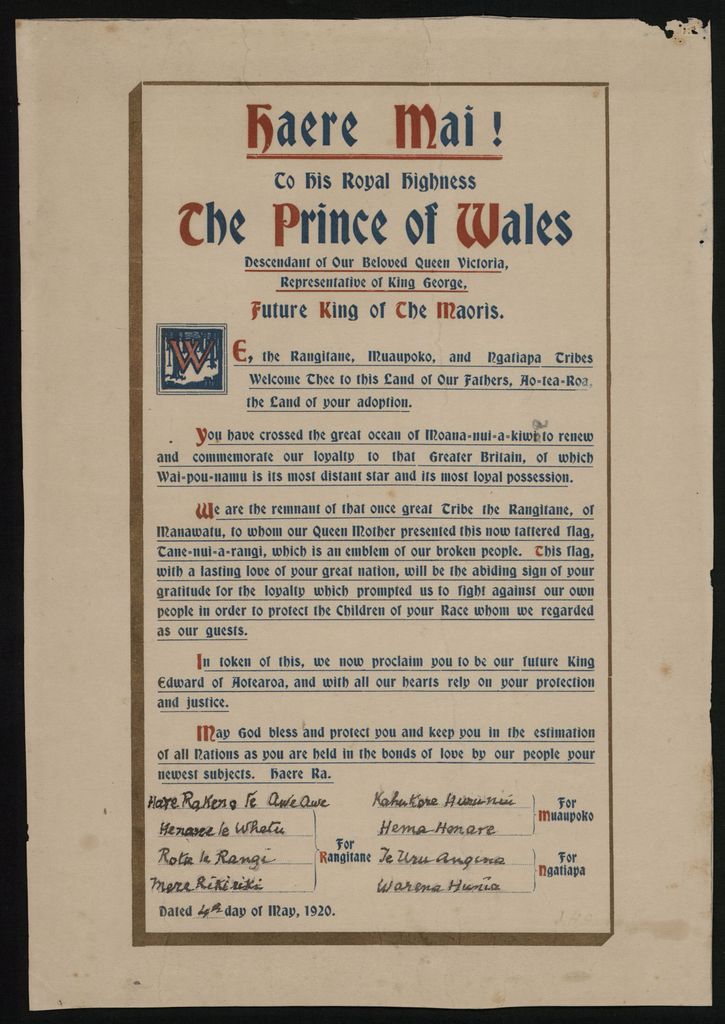 Haere Mai!
To His Royal Highness
The Prince of Wales
Descendant of Our Beloved Queen Victoria,
Representative of King George,
Future King of The Maoris.
WE, the Rangitane, Muaupoko, and Ngatiapa Tribes
Welcome Thee to this Land of Our Fathers, Ao-tea-Roa,
the Land of your adoption.
You have crossed the great ocean of Moana-nui-a-kiwi to renew
and commemorate our loyalty to that Greater Britain, of which
Wai-pou-namu is its most distant star and its most loyal possession.
We are the remnant of that once great Tribe the Rangitane, of
Manawatu, to whom our Queen Mother presented this now tattered flag,
Tane-nui-a-rangi, which is an emblem of our broken people. This flag,
with a lasting love of your great nation, will be the abiding sign of your
gratitude for the loyalty which prompted us to fight against our own
people in order to protect the Children of your Race whom we regarded
as our guests.
In token of this, we now proclaim you to be our future King
Edward of Aotearoa, and with all our hearts rely on your protection
and justice.
May God bless and protect you and keep you in the estimation
of all Nations as you are held in the bonds of love by our people your
newest subjects. Haere Ra.
Hare Rakena Te AweAwe
Henare te Whetu
Rota te Rangi
Mere Rikiriki
For
Rangitane
Kahukore Hurinui
Hema Henare
For
Muaupoko
Te Uru Angina
Warena Hunia
For
Ngatiapa
Dated 4th day of May, 1920.